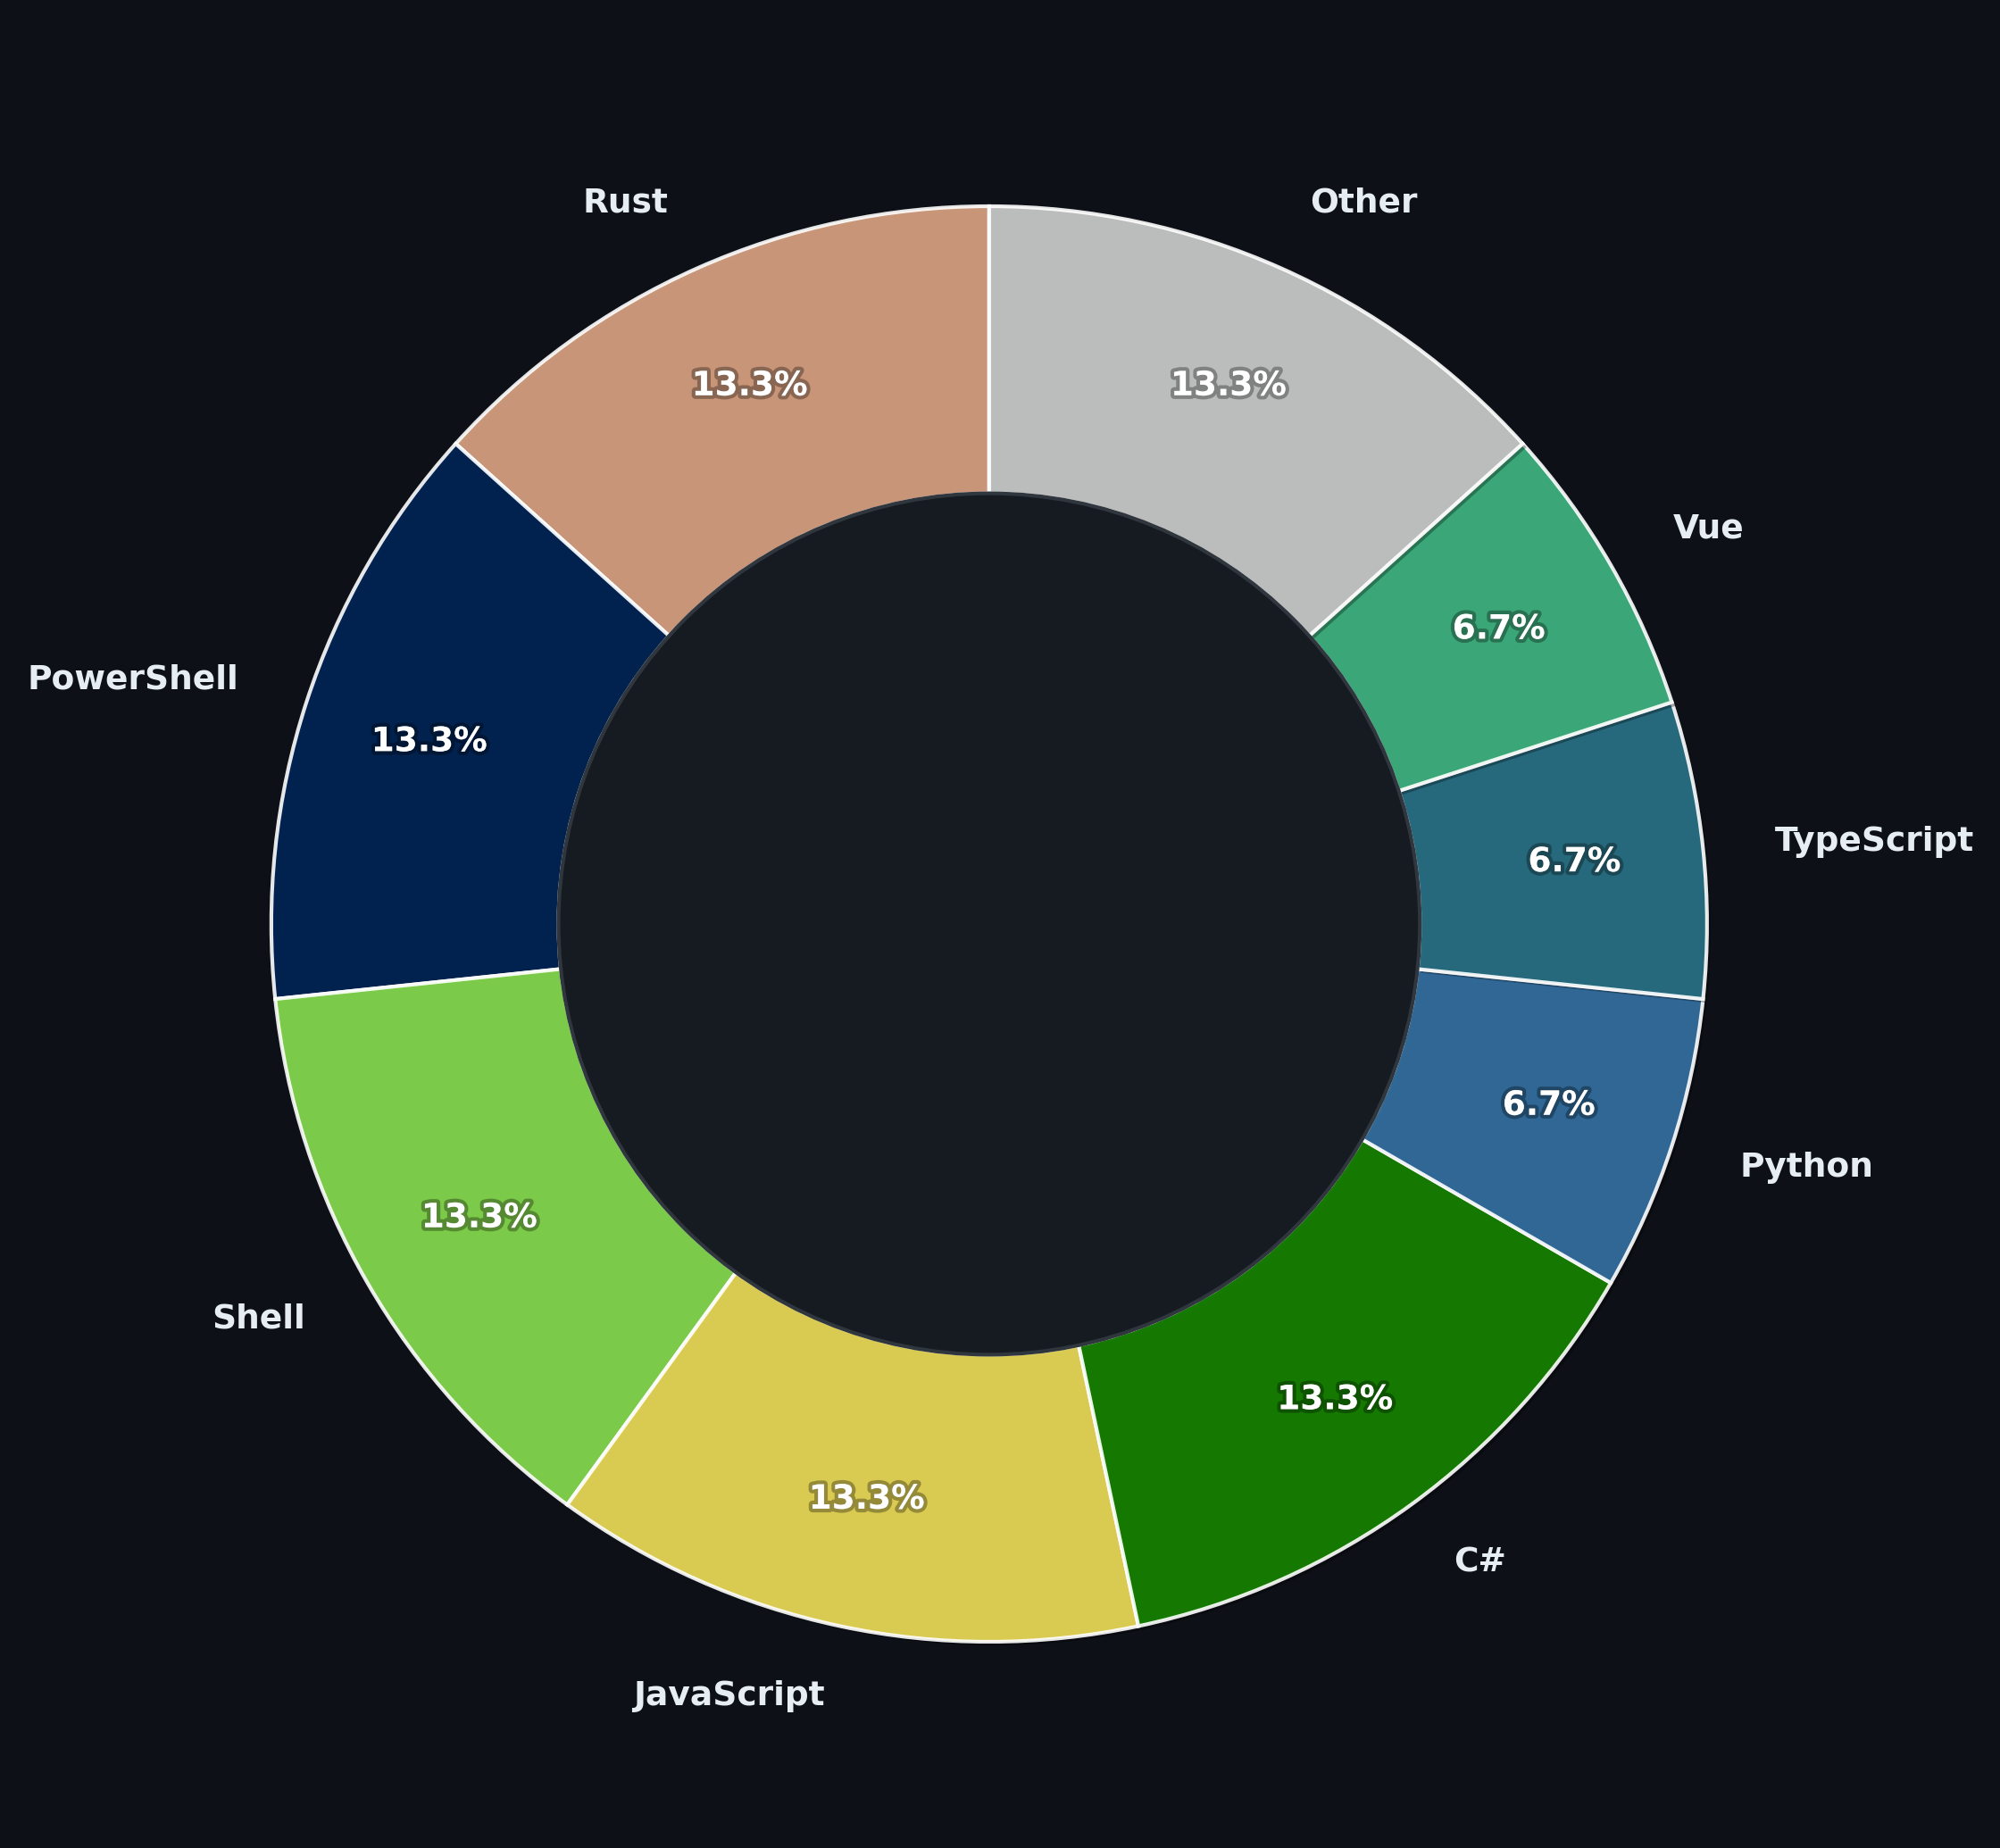 Rust
Other
13.3%
13.3%
Vue
6.7%
PowerShell
13.3%
TypeScript
6.7%
6.7%
Python
13.3%
Shell
13.3%
C#
13.3%
JavaScript